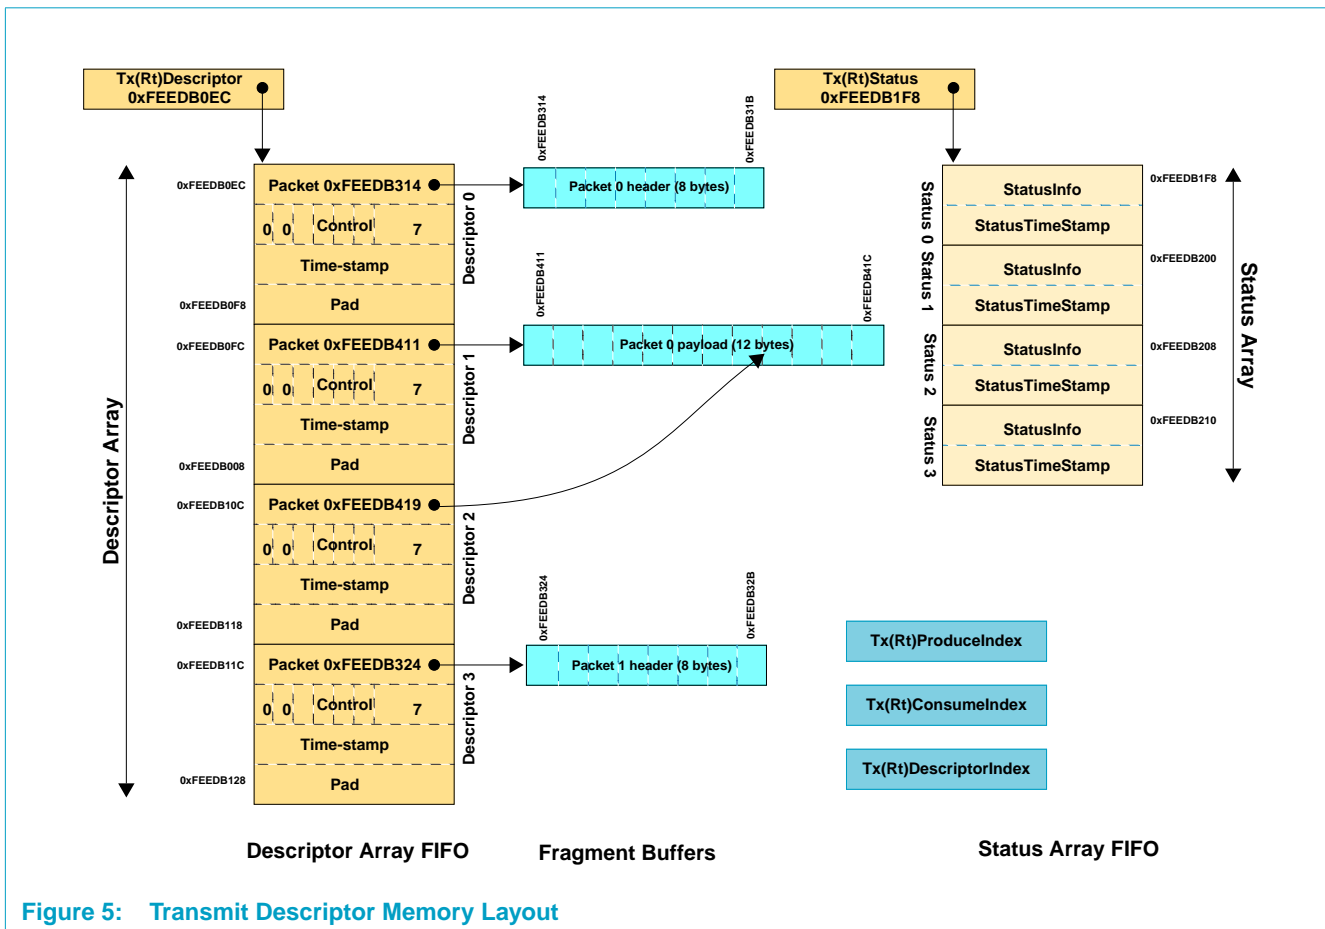 Tx(Rt)Descriptor
0xFEEDB0EC
Tx(Rt)Status
0xFEEDB1F8
0xFEEDB314
0xFEEDB31B
0xFEEDB0EC
Packet 0xFEEDB314
0 0 Control 7
Time-stamp
0xFEEDB0F8
Pad
Descriptor 0
Packet 0 header (8 bytes)
0xFEEDB411
0xFEEDB41C
0xFEEDB0FC
Packet 0xFEEDB411
0 0 Control 7
Time-stamp
0xFEEDB008
Pad
Descriptor 1
Packet 0 payload (12 bytes)
0xFEEDB10C
Packet 0xFEEDB419
0 0 Control 7
Time-stamp
0xFEEDB118
Pad
Descriptor 2
0xFEEDB324
0xFEEDB32B
0xFEEDB11C
Packet 0xFEEDB324
0 0 Control 7
Time-stamp
0xFEEDB128
Pad
Descriptor 3
Packet 1 header (8 bytes)
Descriptor Array
Status 0
StatusInfo
0xFEEDB1F8
StatusTimeStamp
Status 1
StatusInfo
0xFEEDB200
StatusTimeStamp
Status 2
StatusInfo
0xFEEDB208
StatusTimeStamp
Status 3
StatusInfo
0xFEEDB210
StatusTimeStamp
Status Array
Tx(Rt)ProduceIndex
Tx(Rt)ConsumeIndex
Tx(Rt)DescriptorIndex
Descriptor Array FIFO
Fragment Buffers
Status Array FIFO
Figure 5: Transmit Descriptor Memory Layout